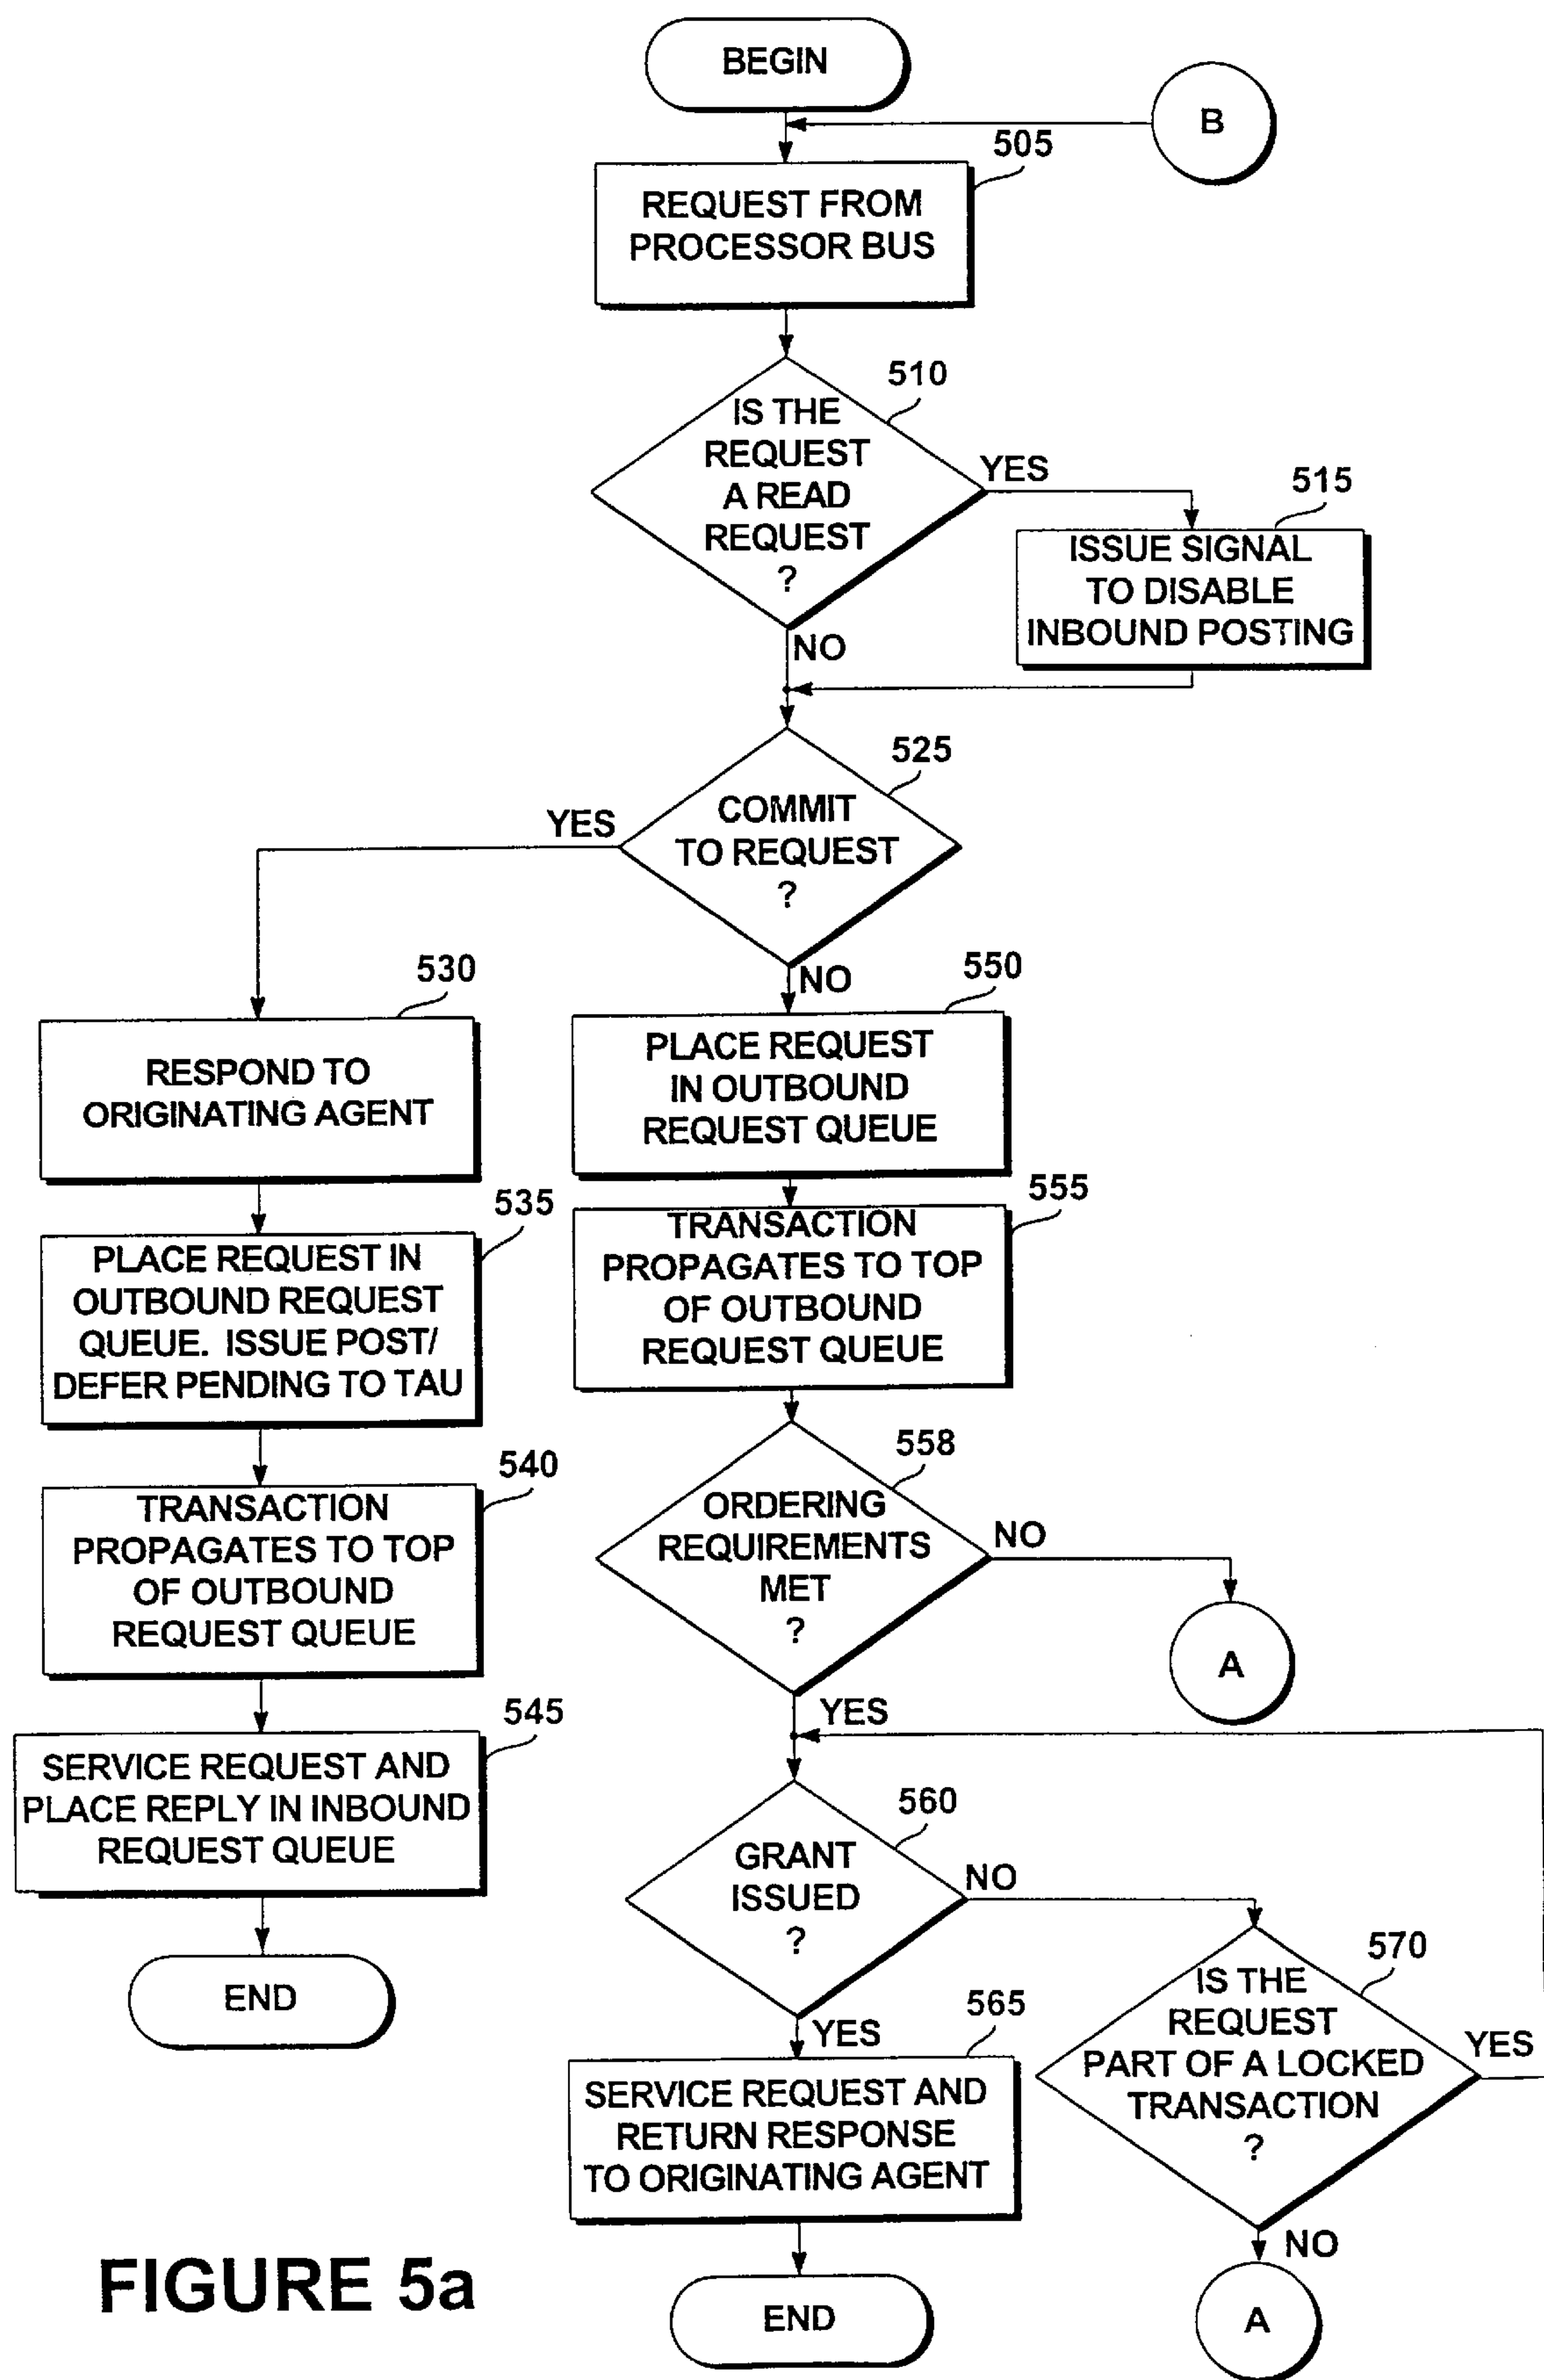 BEGIN
B
505
REQUEST FROM
PROCESSOR BUS
510
IS THE
REQUEST
A READ
REQUEST
?
YES
515
ISSUE SIGNAL
TO DISABLE
INBOUND POSTING
NO
525
COMMIT
TO REQUEST
?
YES
NO
530
RESPOND TO
ORIGINATING AGENT
535
PLACE REQUEST IN
OUTBOUND REQUEST
QUEUE. ISSUE POST/
DEFER PENDING TO TAU
540
TRANSACTION
PROPAGATES TO TOP
OF OUTBOUND
REQUEST QUEUE
545
SERVICE REQUEST AND
PLACE REPLY IN INBOUND
REQUEST QUEUE
END
550
PLACE REQUEST
IN OUTBOUND
REQUEST QUEUE
555
TRANSACTION
PROPAGATES TO TOP
OF OUTBOUND
REQUEST QUEUE
558
ORDERING
REQUIREMENTS
MET
?
NO
A
YES
560
GRANT
ISSUED
?
NO
570
IS THE
REQUEST
PART OF A LOCKED
TRANSACTION
?
YES
NO
A
YES
565
SERVICE REQUEST AND
RETURN RESPONSE
TO ORIGINATING AGENT
END
FIGURE 5a